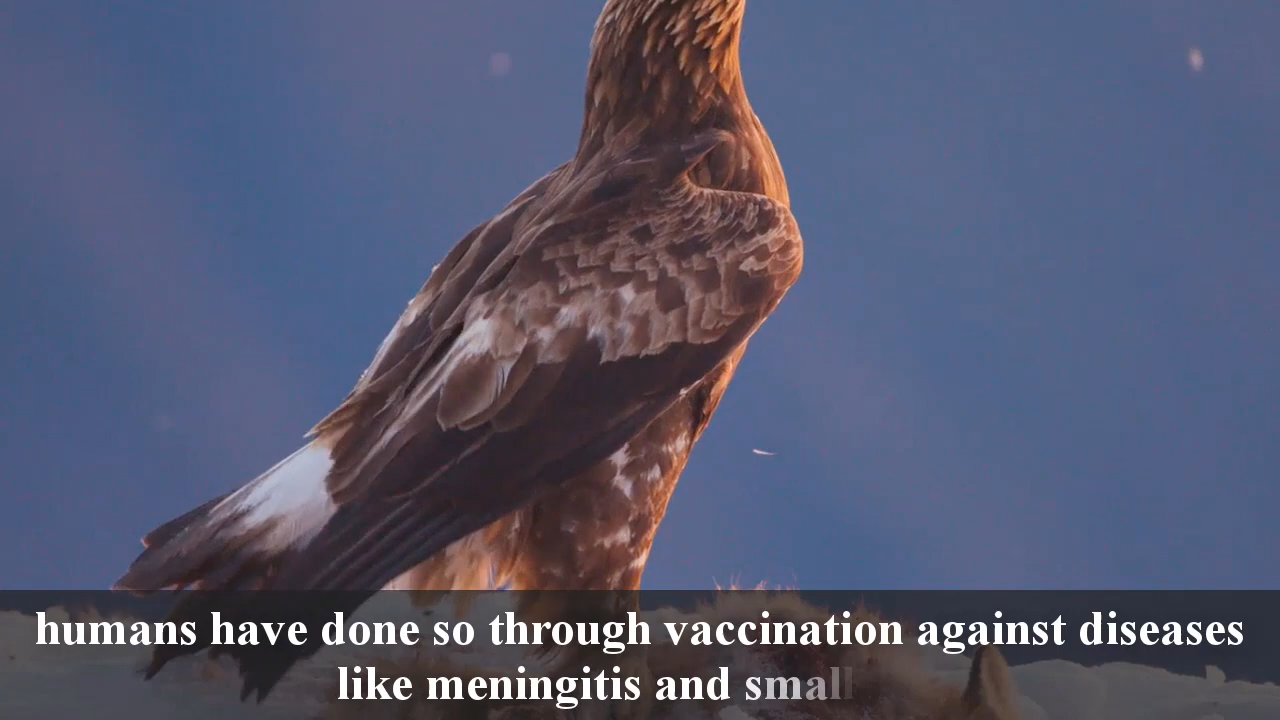 humans have done so through vaccination against diseases
like meningitis and small